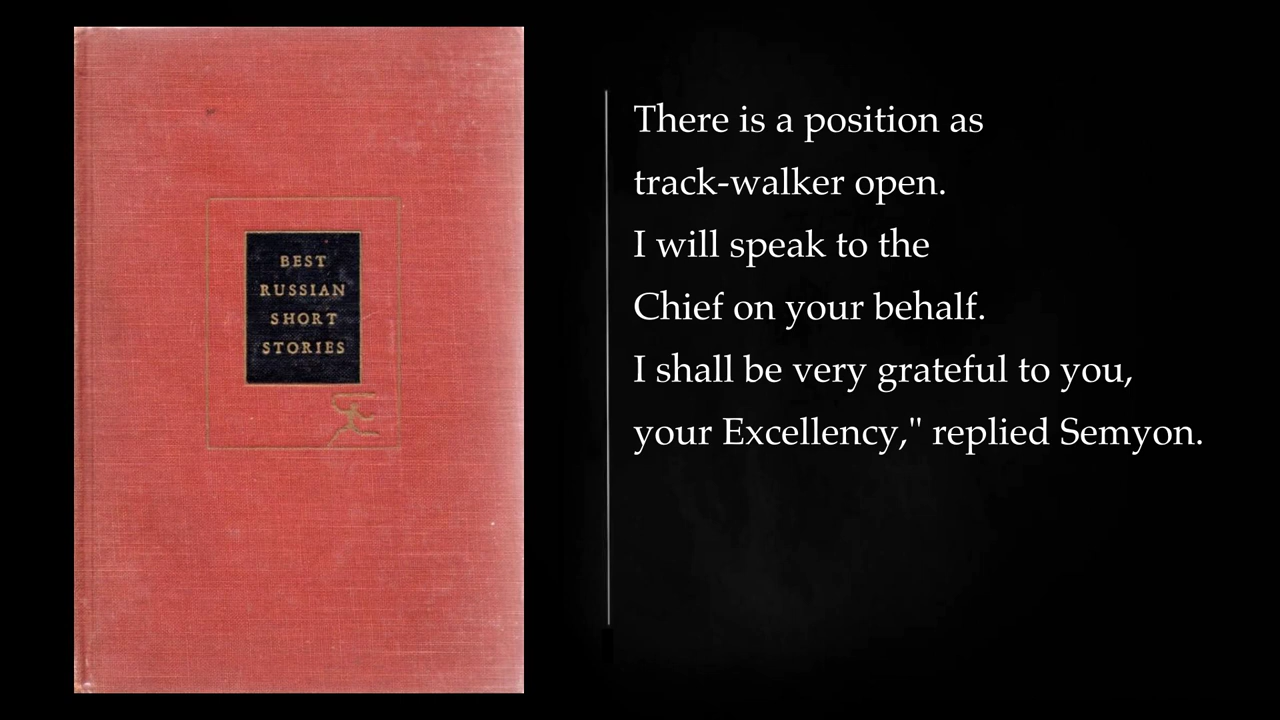 BEST
RUSSIAN
SHORT
STORIES
There is a position as
track-walker open.
I will speak to the
Chief on your behalf.
I shall be very grateful to you,
your Excellency," replied Semyon.